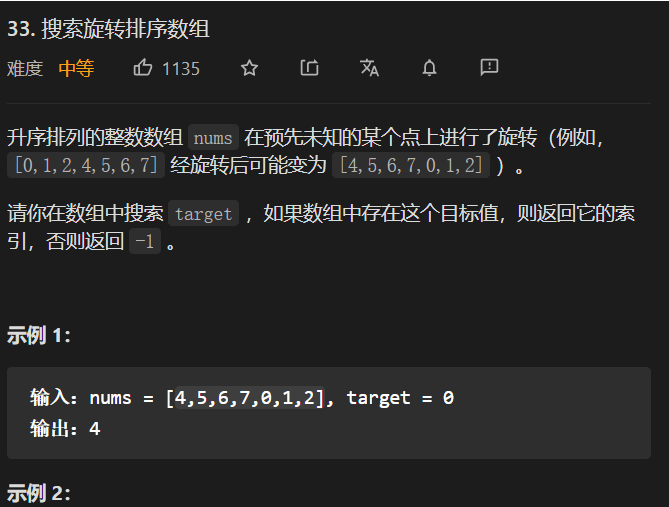 33. 搜索旋转排序数组
难度 中等 1135
升序排列的整数数组 nums 在预先未知的某个点上进行了旋转（例如，
[0,1,2,4,5,6,7] 经旋转后可能变为 [4,5,6,7,0,1,2] ）。
请你在数组中搜索 target ，如果数组中存在这个目标值，则返回它的索
引，否则返回 -1 。
示例 1：
输入：nums = [4,5,6,7,0,1,2], target = 0
输出：4
示例 2：